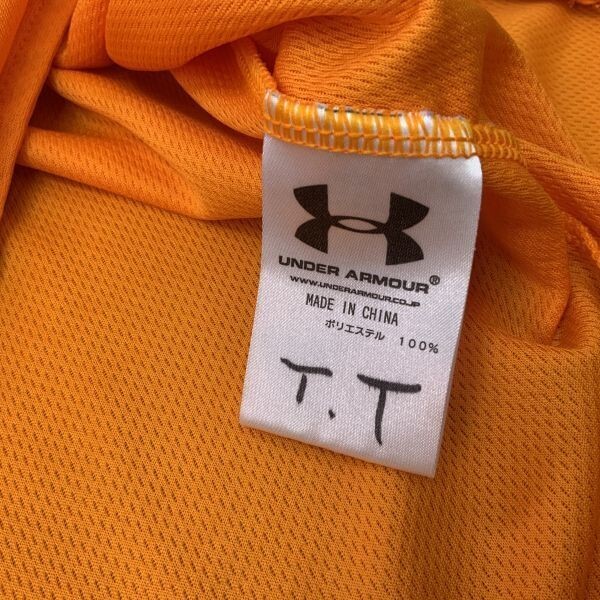 UNDER ARMOUR®
WWW.UNDERARMOUR.CO.JP
MADE IN CHINA
ポリエステル 100%
T.T